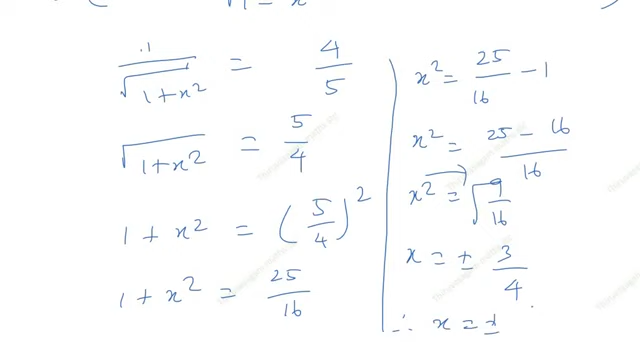 1/√(1+x²) = 4/5
√(1+x²) = 5/4
1 + x² = (5/4)²
1 + x² = 25/16
x² = 25/16 - 1
x² = 25 - 16/16
x² = √9/16
x = ± 3/4
∴ x = ±